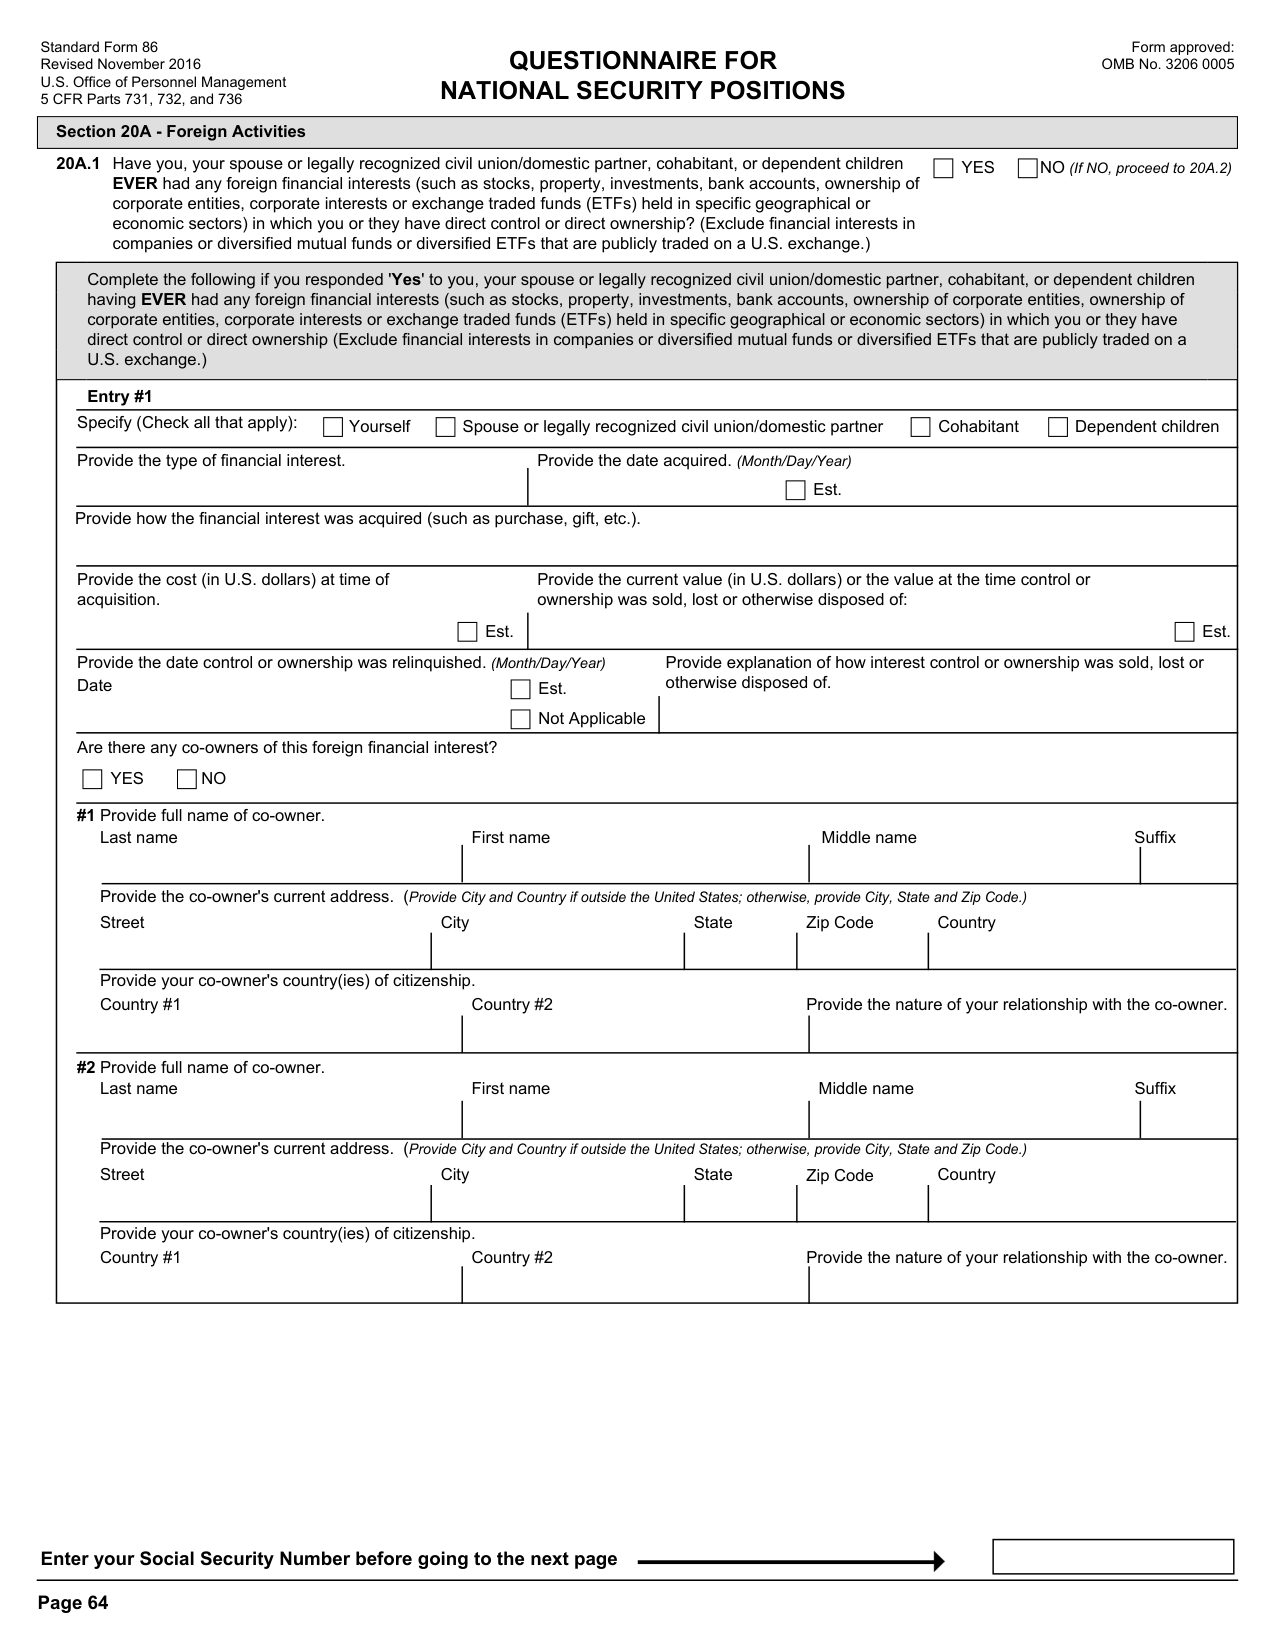 Standard Form 86
Revised November 2016
U.S. Office of Personnel Management
5 CFR Parts 731, 732, and 736
QUESTIONNAIRE FOR
NATIONAL SECURITY POSITIONS
Form approved:
OMB No. 3206 0005
Section 20A - Foreign Activities
20A.1 Have you, your spouse or legally recognized civil union/domestic partner, cohabitant, or dependent children
EVER had any foreign financial interests (such as stocks, property, investments, bank accounts, ownership of
corporate entities, corporate interests or exchange traded funds (ETFs) held in specific geographical or
economic sectors) in which you or they have direct control or direct ownership? (Exclude financial interests in
companies or diversified mutual funds or diversified ETFs that are publicly traded on a U.S. exchange.)
YES NO (If NO, proceed to 20A.2)
Complete the following if you responded 'Yes' to you, your spouse or legally recognized civil union/domestic partner, cohabitant, or dependent children
having EVER had any foreign financial interests (such as stocks, property, investments, bank accounts, ownership of corporate entities, ownership of
corporate entities, corporate interests or exchange traded funds (ETFs) held in specific geographical or economic sectors) in which you or they have
direct control or direct ownership (Exclude financial interests in companies or diversified mutual funds or diversified ETFs that are publicly traded on a
U.S. exchange.)
Entry #1
Specify (Check all that apply): Yourself Spouse or legally recognized civil union/domestic partner Cohabitant Dependent children
Provide the type of financial interest. Provide the date acquired. (Month/Day/Year)
Est.
Provide how the financial interest was acquired (such as purchase, gift, etc.).
Provide the cost (in U.S. dollars) at time of
acquisition.
Est.
Provide the current value (in U.S. dollars) or the value at the time control or
ownership was sold, lost or otherwise disposed of:
Est.
Provide the date control or ownership was relinquished. (Month/Day/Year)
Date Est.
Not Applicable
Provide explanation of how interest control or ownership was sold, lost or
otherwise disposed of.
Are there any co-owners of this foreign financial interest?
YES NO
#1 Provide full name of co-owner.
Last name First name Middle name Suffix
Provide the co-owner's current address. (Provide City and Country if outside the United States; otherwise, provide City, State and Zip Code.)
Street City State Zip Code Country
Provide your co-owner's country(ies) of citizenship.
Country #1 Country #2 Provide the nature of your relationship with the co-owner.
#2 Provide full name of co-owner.
Last name First name Middle name Suffix
Provide the co-owner's current address. (Provide City and Country if outside the United States; otherwise, provide City, State and Zip Code.)
Street City State Zip Code Country
Provide your co-owner's country(ies) of citizenship.
Country #1 Country #2 Provide the nature of your relationship with the co-owner.
Enter your Social Security Number before going to the next page
Page 64